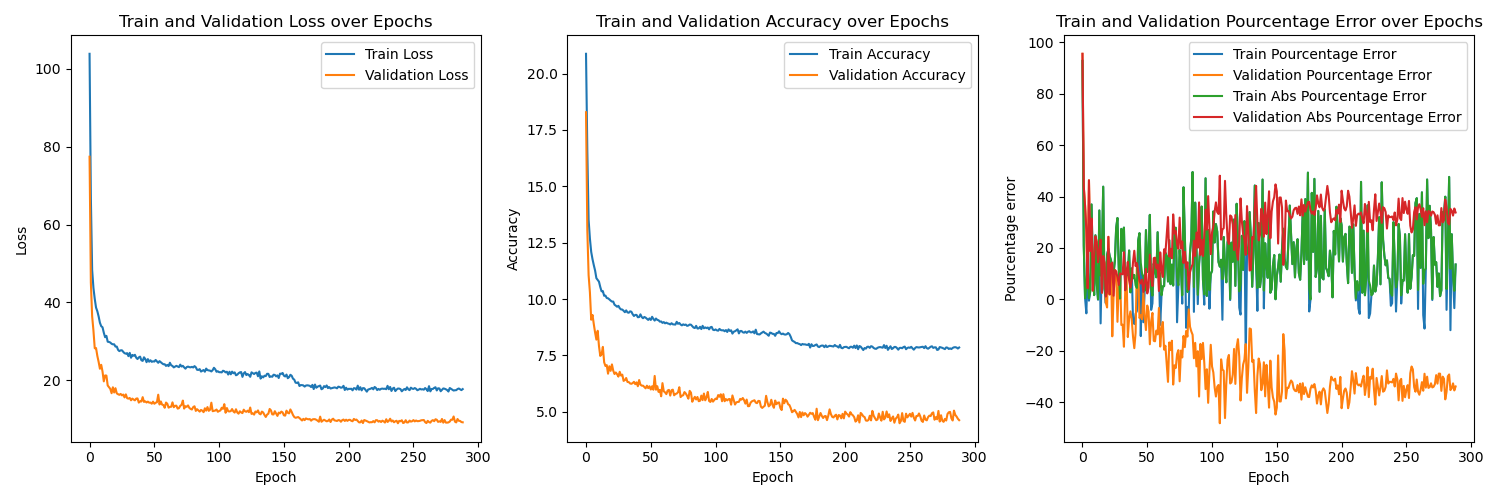 Train and Validation Loss over Epochs
Train Loss
Validation Loss
100
80
60
40
20
Loss
0 50 100 150 200 250 300
Epoch
Train and Validation Accuracy over Epochs
Train Accuracy
Validation Accuracy
20.0
17.5
15.0
12.5
10.0
7.5
5.0
Accuracy
0 50 100 150 200 250 300
Epoch
Train and Validation Pourcentage Error over Epochs
Train Pourcentage Error
Validation Pourcentage Error
Train Abs Pourcentage Error
Validation Abs Pourcentage Error
100
80
60
40
20
0
−20
−40
Pourcentage error
0 50 100 150 200 250 300
Epoch